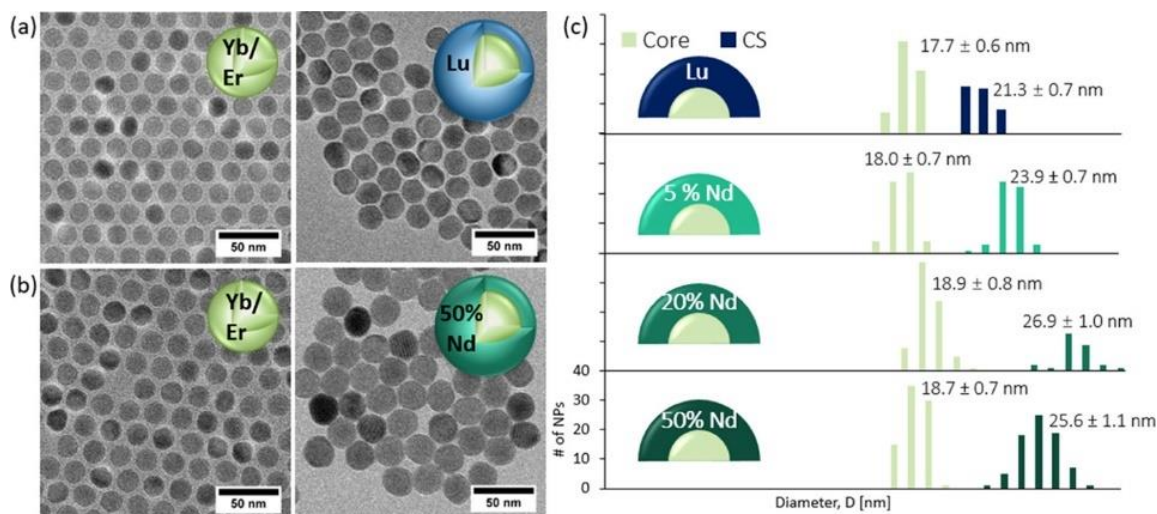 (a)
Yb/
Er
50 nm
Lu
50 nm
(b)
Yb/
Er
50 nm
50%
Nd
50 nm
(c)
Core
CS
Lu
17.7 ± 0.6 nm
21.3 ± 0.7 nm
5 % Nd
18.0 ± 0.7 nm
23.9 ± 0.7 nm
20% Nd
18.9 ± 0.8 nm
26.9 ± 1.0 nm
50% Nd
18.7 ± 0.7 nm
25.6 ± 1.1 nm
40
30
20
10
0
# of NPs
Diameter, D [nm]